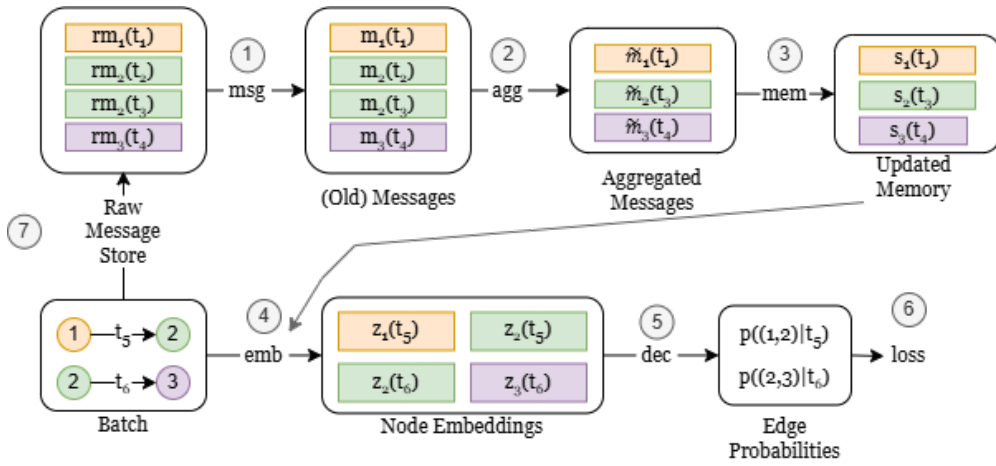 rm₁(t₁)
rm₂(t₂)
rm₂(t₃)
rm₃(t₄)
1
msg
m₁(t₁)
m₂(t₂)
m₂(t₃)
m₃(t₄)
(Old) Messages
2
agg
m̃₁(t₁)
m̃₂(t₃)
m̃₃(t₄)
Aggregated
Messages
3
mem
s₁(t₁)
s₂(t₃)
s₃(t₄)
Updated
Memory
7
Raw
Message
Store
1 t₅ 2
2 t₆ 3
Batch
4
emb
z₁(t₅) z₂(t₅)
z₂(t₆) z₃(t₆)
Node Embeddings
5
dec
p((1,2)|t₅)
p((2,3)|t₆)
Edge
Probabilities
6
loss